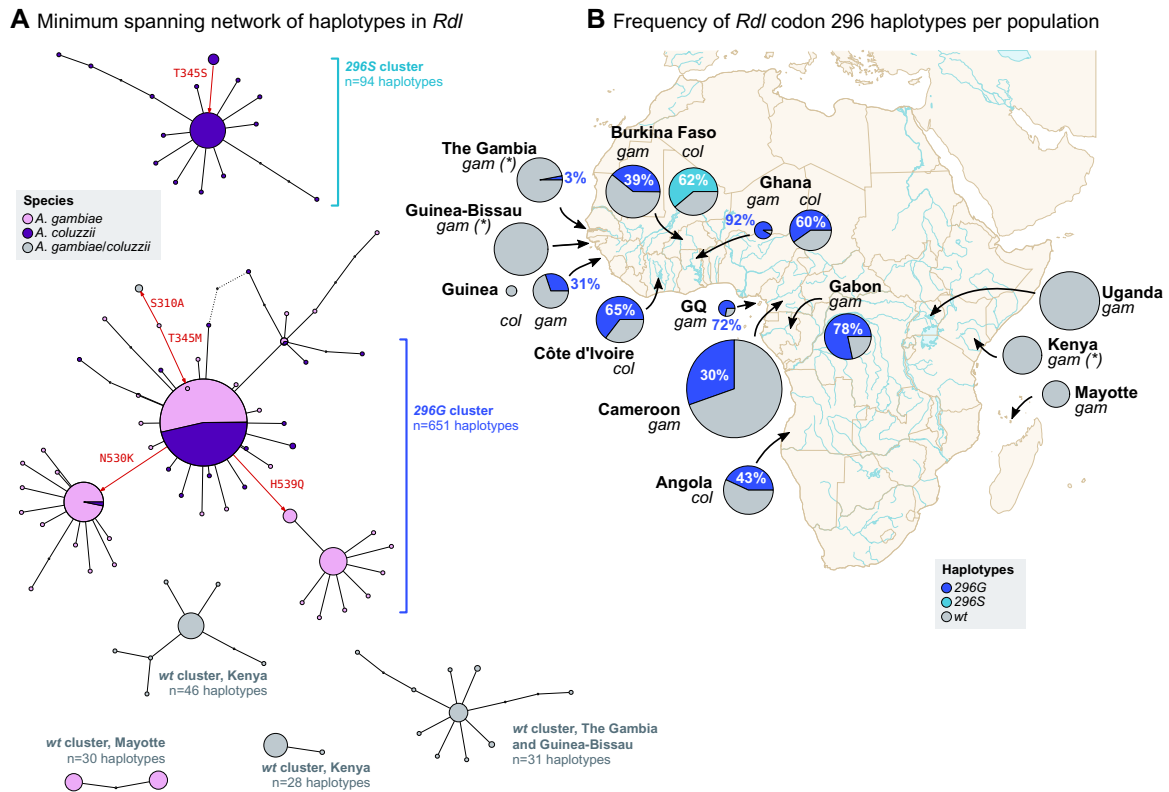 A Minimum spanning network of haplotypes in Rdl
T345S
296S cluster
n=94 haplotypes
Species
A. gambiae
A. coluzzii
A. gambiae/coluzzii
S310A
T345M
296G cluster
n=651 haplotypes
N530K
H539Q
wt cluster, Kenya
n=46 haplotypes
wt cluster, The Gambia
and Guinea-Bissau
n=31 haplotypes
wt cluster, Mayotte
n=30 haplotypes
wt cluster, Kenya
n=28 haplotypes
B Frequency of Rdl codon 296 haplotypes per population
Burkina Faso
gam col
39% 62%
The Gambia
gam (*)
3%
Ghana
gam col
92% 60%
Guinea-Bissau
gam (*)
Guinea
col gam
31%
65%
Côte d'Ivoire
col
GQ
gam
72%
Gabon
gam
78%
30%
Cameroon
gam
43%
Angola
col
Uganda
gam
Kenya
gam (*)
Mayotte
gam
Haplotypes
296G
296S
wt